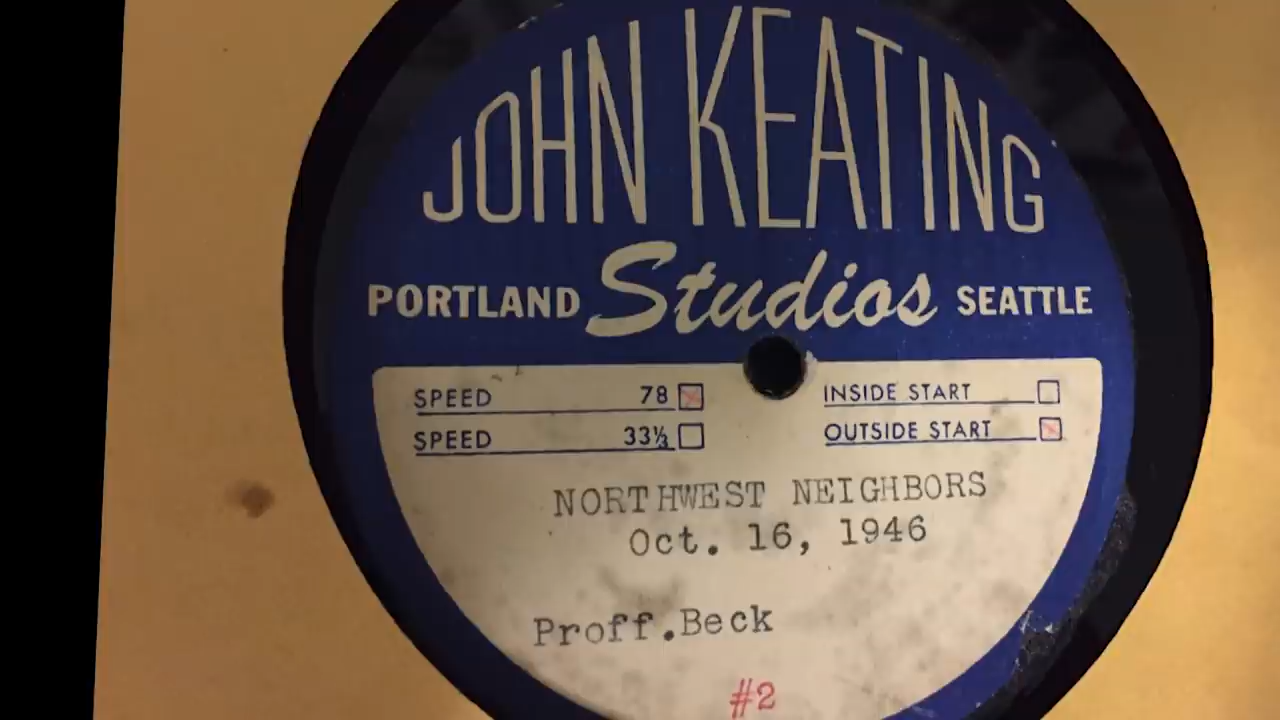 JOHN KEATING
PORTLAND Studios SEATTLE
SPEED 78 INSIDE START
SPEED 33⅓ OUTSIDE START
NORTHWEST NEIGHBORS
Oct. 16, 1946
Proff.Beck
#2